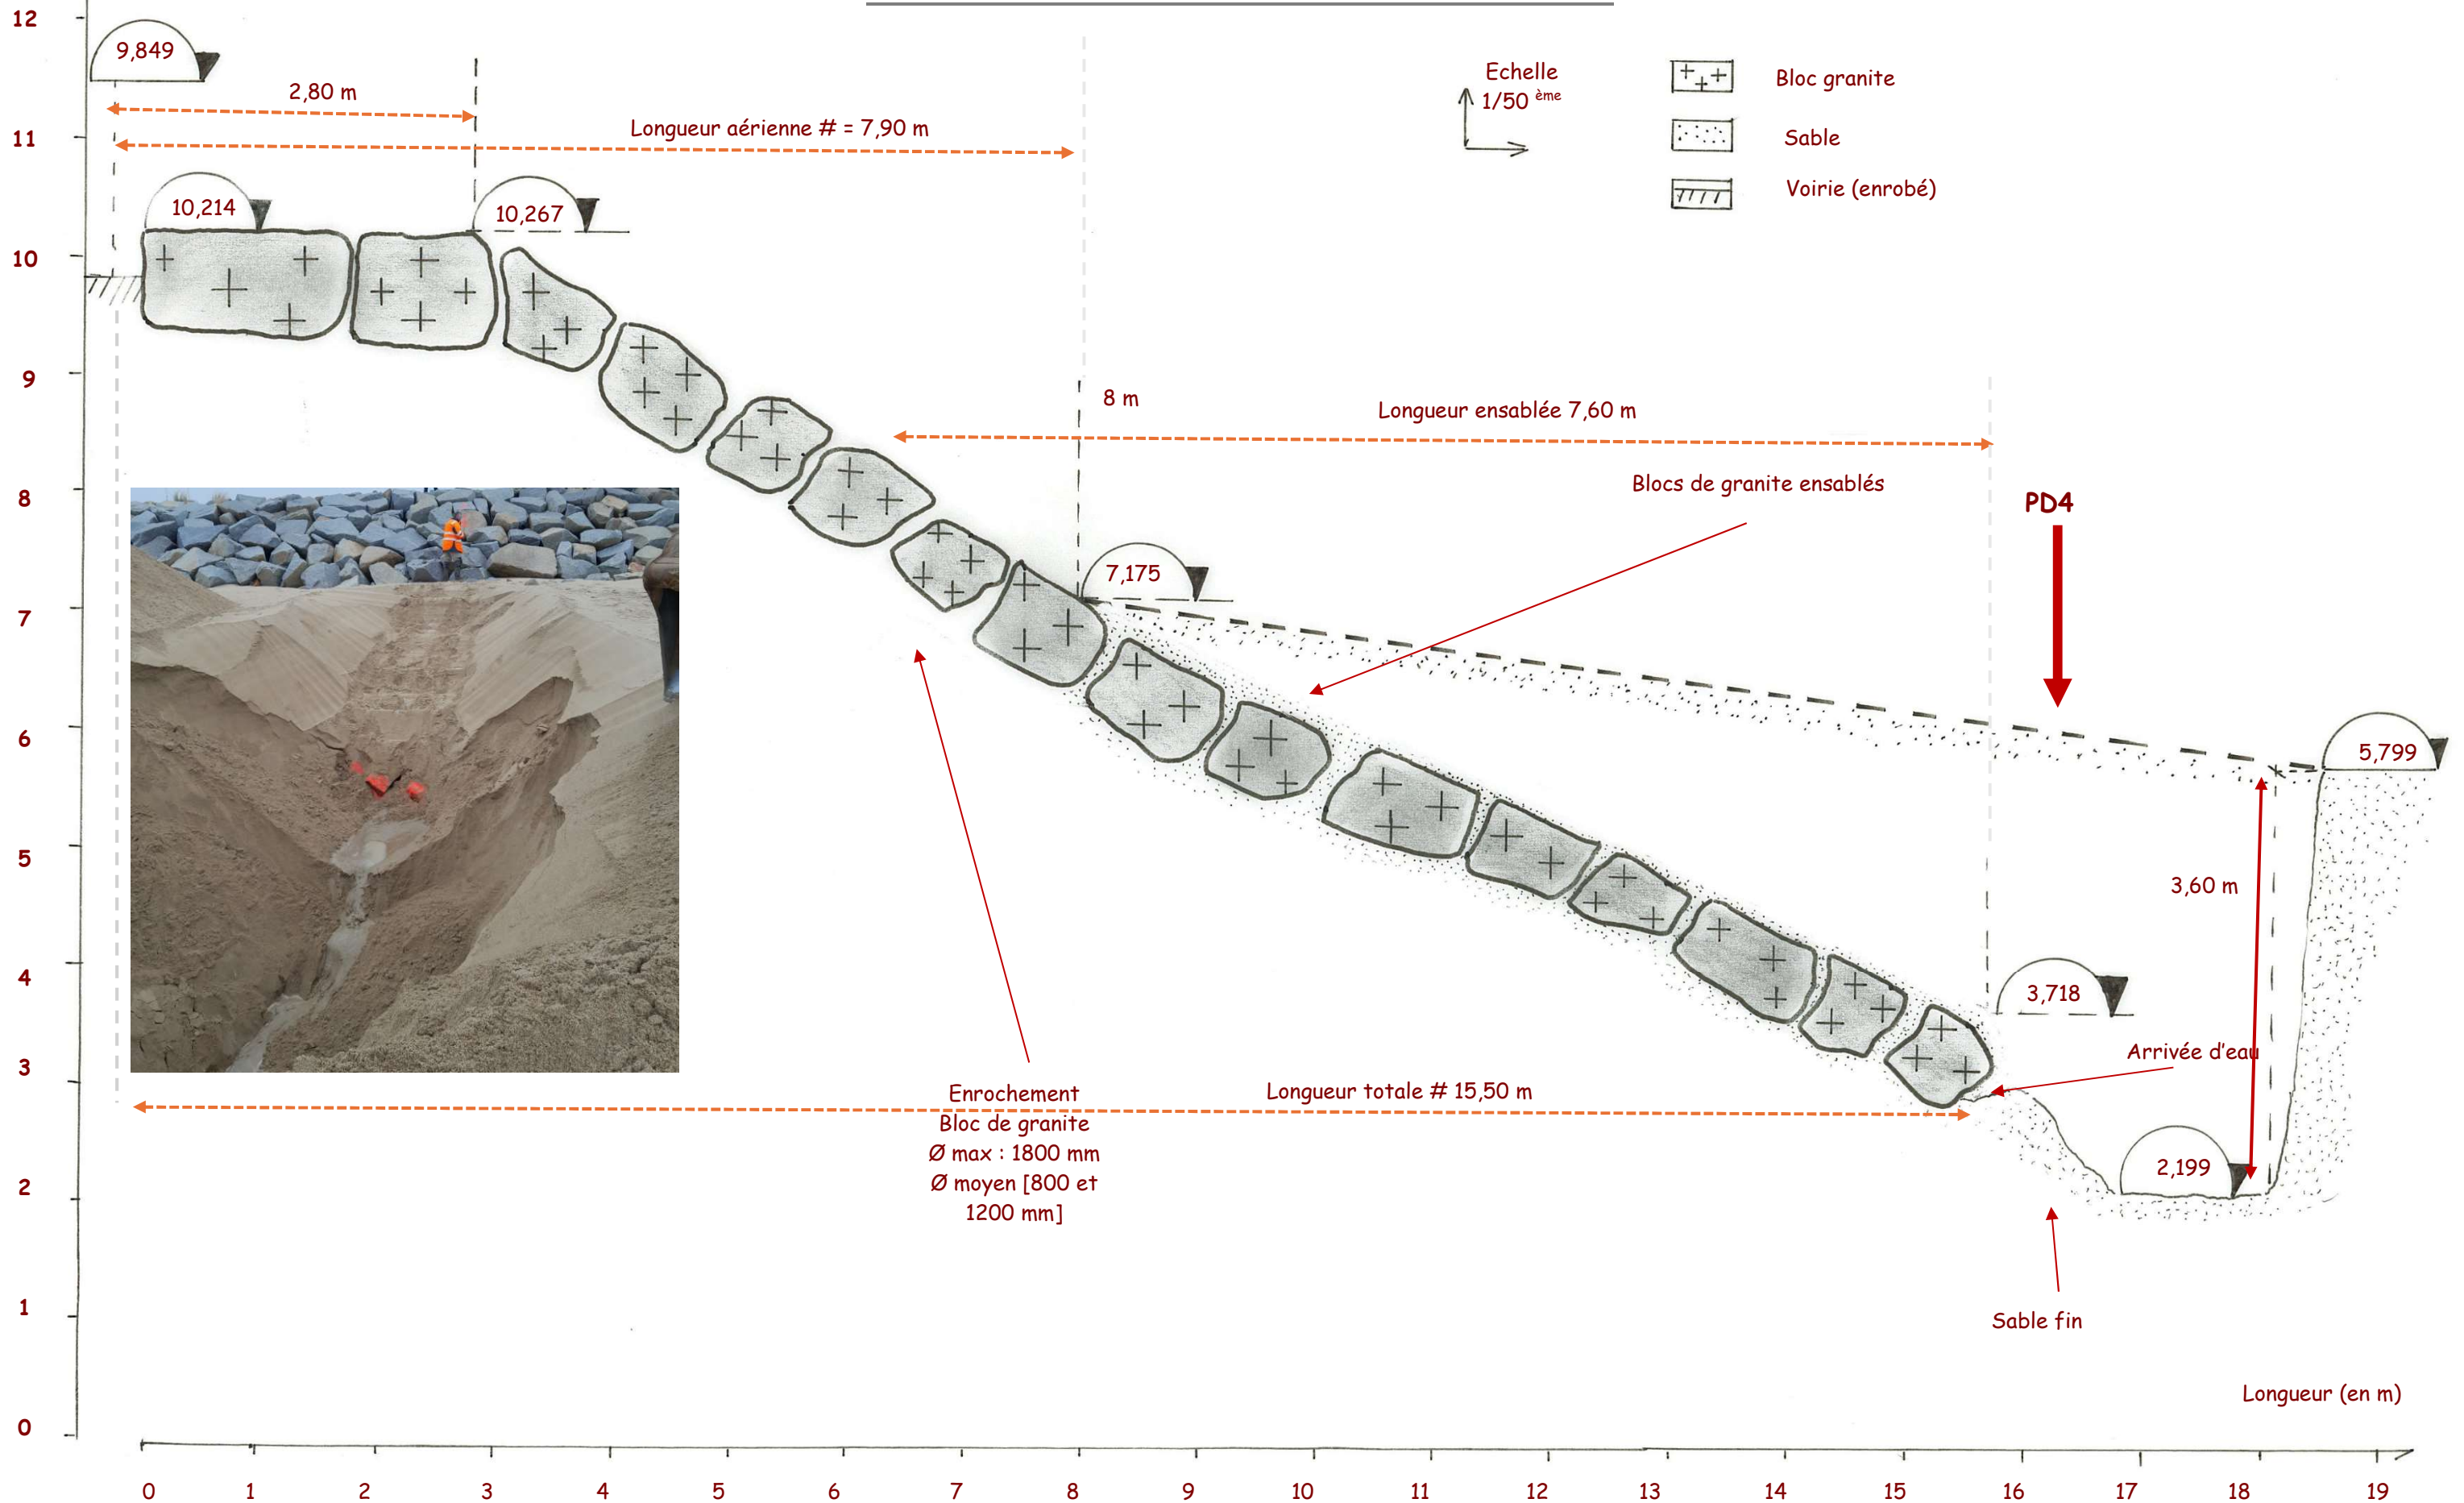 12
9,849
2,80 m
11
Longueur aérienne # = 7,90 m
Echelle
1/50 ème
Bloc granite
Sable
Voirie (enrobé)
10,214
10,267
10
9
8 m
Longueur ensablée 7,60 m
Blocs de granite ensablés
8
PD4
7,175
7
6
5,799
5
3,60 m
4
3,718
3
Arrivée d'eau
Enrochement
Bloc de granite
Ø max : 1800 mm
Ø moyen [800 et
1200 mm]
Longueur totale # 15,50 m
2
2,199
1
Sable fin
Longueur (en m)
0
0 1 2 3 4 5 6 7 8 9 10 11 12 13 14 15 16 17 18 19